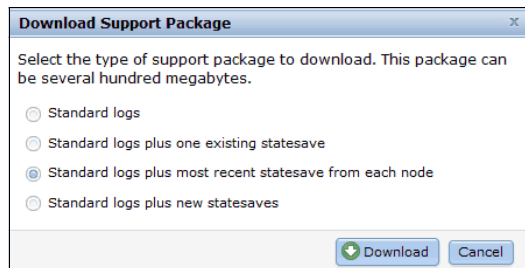 Download Support Package
x
Select the type of support package to download. This package can
be several hundred megabytes.
Standard logs
Standard logs plus one existing statesave
Standard logs plus most recent statesave from each node
Standard logs plus new statesaves
Download Cancel